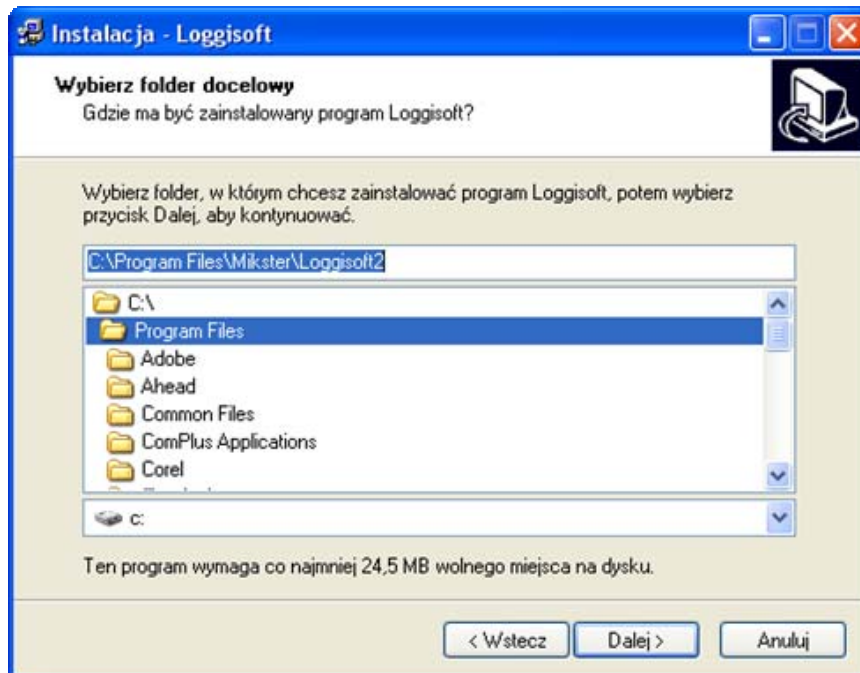 Instalacja - Loggisoft
Wybierz folder docelowy
Gdzie ma być zainstalowany program Loggisoft?
Wybierz folder, w którym chcesz zainstalować program Loggisoft, potem wybierz
przycisk Dalej, aby kontynuować.
C:\Program Files\Mikster\Loggisoft2
C:\
Program Files
Adobe
Ahead
Common Files
ComPlus Applications
Corel
c:
Ten program wymaga co najmniej 24,5 MB wolnego miejsca na dysku.
< Wstecz Dalej > Anuluj